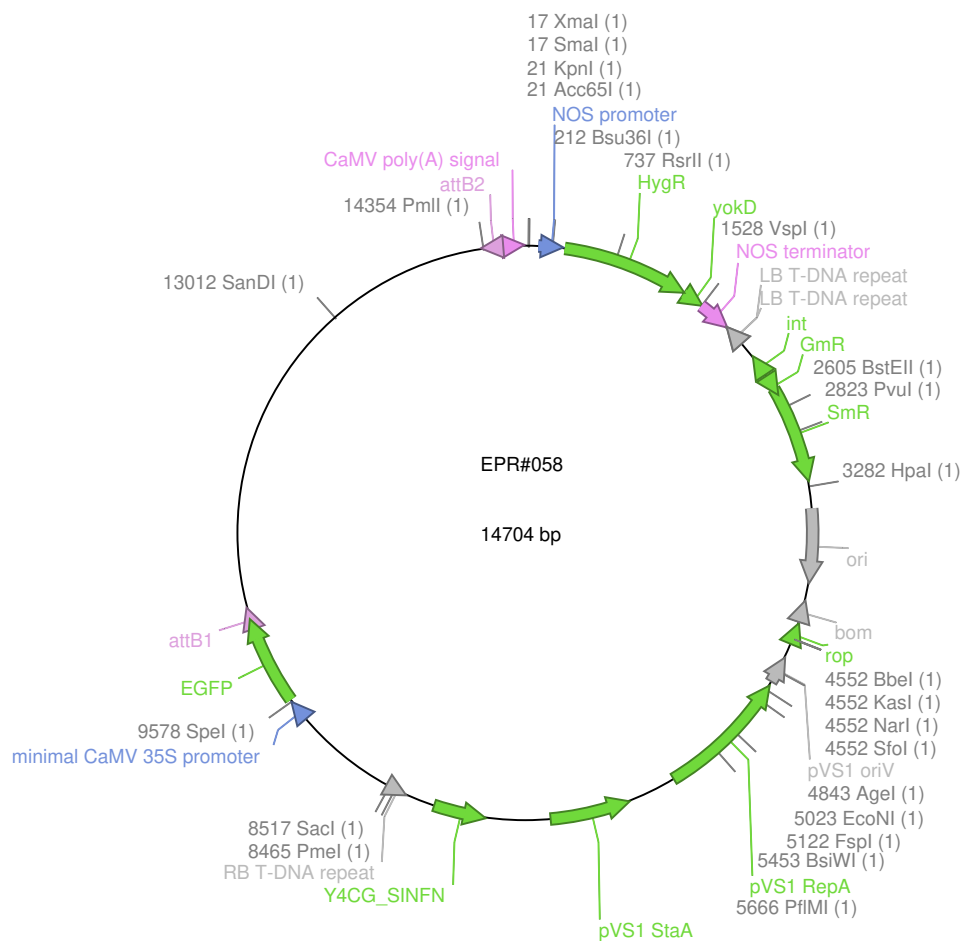 17 XmaI (1)
17 SmaI (1)
21 KpnI (1)
21 Acc65I (1)
NOS promoter
212 Bsu36I (1)
737 RsrII (1)
HygR
yokD
1528 VspI (1)
NOS terminator
LB T-DNA repeat
LB T-DNA repeat
int
GmR
2605 BstEII (1)
2823 PvuI (1)
SmR
3282 HpaI (1)
ori
bom
rop
4552 BbeI (1)
4552 KasI (1)
4552 NarI (1)
4552 SfoI (1)
pVS1 oriV
4843 AgeI (1)
5023 EcoNI (1)
5122 FspI (1)
5453 BsiWI (1)
pVS1 RepA
5666 PflMI (1)
pVS1 StaA
Y4CG_SINFN
RB T-DNA repeat
8465 PmeI (1)
8517 SacI (1)
minimal CaMV 35S promoter
9578 SpeI (1)
EGFP
attB1
13012 SanDI (1)
14354 PmlI (1)
attB2
CaMV poly(A) signal
EPR#058
14704 bp